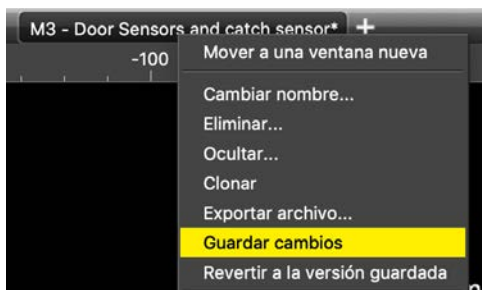 M3 - Door Sensors and catch sensor* +
-100
Mover a una ventana nueva
Cambiar nombre...
Eliminar...
Ocultar...
Clonar
Exportar archivo...
Guardar cambios
Revertir a la versión guardada